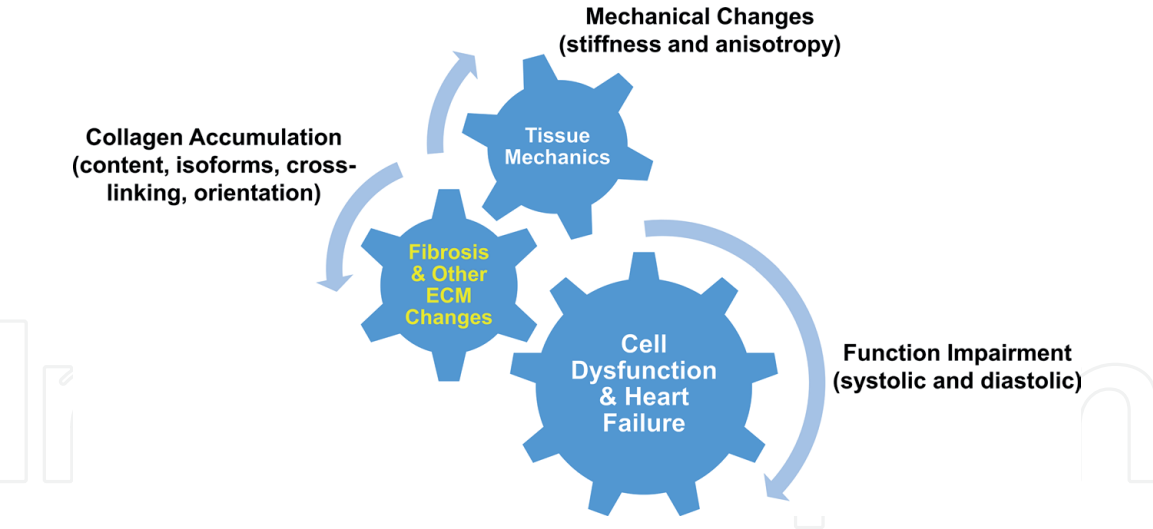 Mechanical Changes
(stiffness and anisotropy)
Tissue
Mechanics
Collagen Accumulation
(content, isoforms, cross-
linking, orientation)
Fibrosis
& Other
ECM
Changes
Cell
Dysfunction
& Heart
Failure
Function Impairment
(systolic and diastolic)